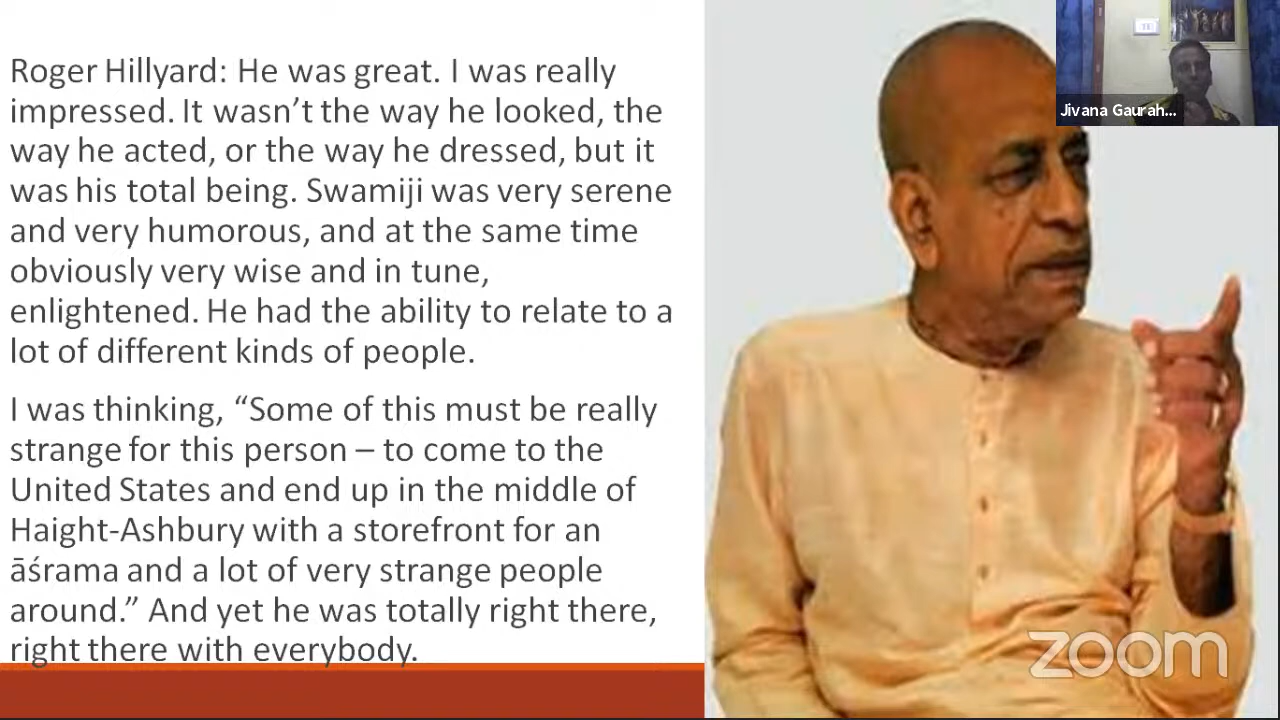 Roger Hillyard: He was great. I was really
impressed. It wasn’t the way he looked, the
way he acted, or the way he dressed, but it
was his total being. Swamiji was very serene
and very humorous, and at the same time
obviously very wise and in tune,
enlightened. He had the ability to relate to a
lot of different kinds of people.
I was thinking, “Some of this must be really
strange for this person – to come to the
United States and end up in the middle of
Haight-Ashbury with a storefront for an
āśrama and a lot of very strange people
around.” And yet he was totally right there,
right there with everybody.
Jivana Gaurah...
zoom